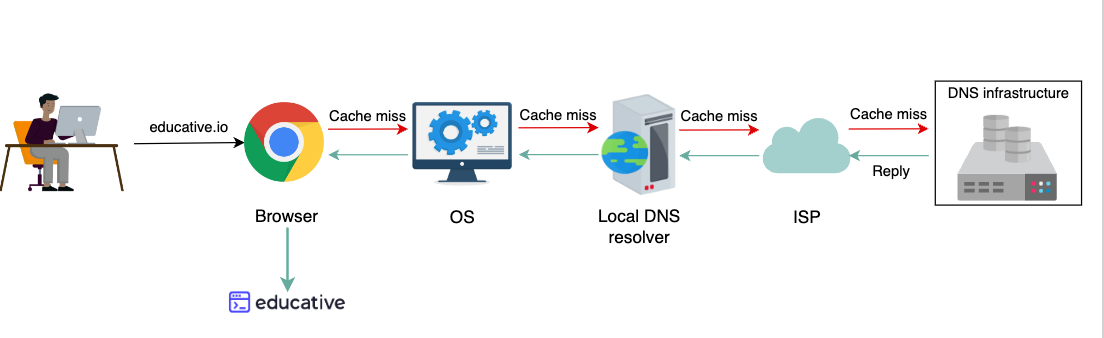 DNS infrastructure
educative.io
Cache miss
Cache miss
Cache miss
Cache miss
Reply
Browser
OS
Local DNS
resolver
ISP
educative